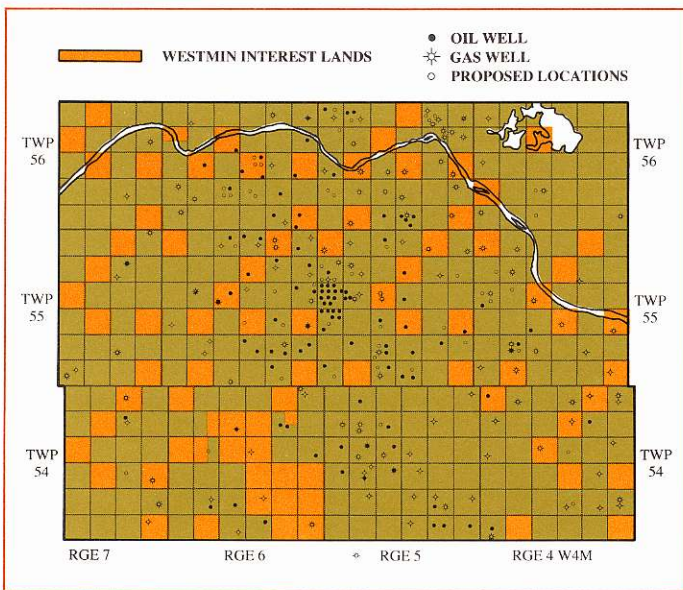 WESTMIN INTEREST LANDS
OIL WELL
GAS WELL
PROPOSED LOCATIONS
TWP
56
TWP
56
TWP
55
TWP
55
TWP
54
TWP
54
RGE 7
RGE 6
RGE 5
RGE 4 W4M